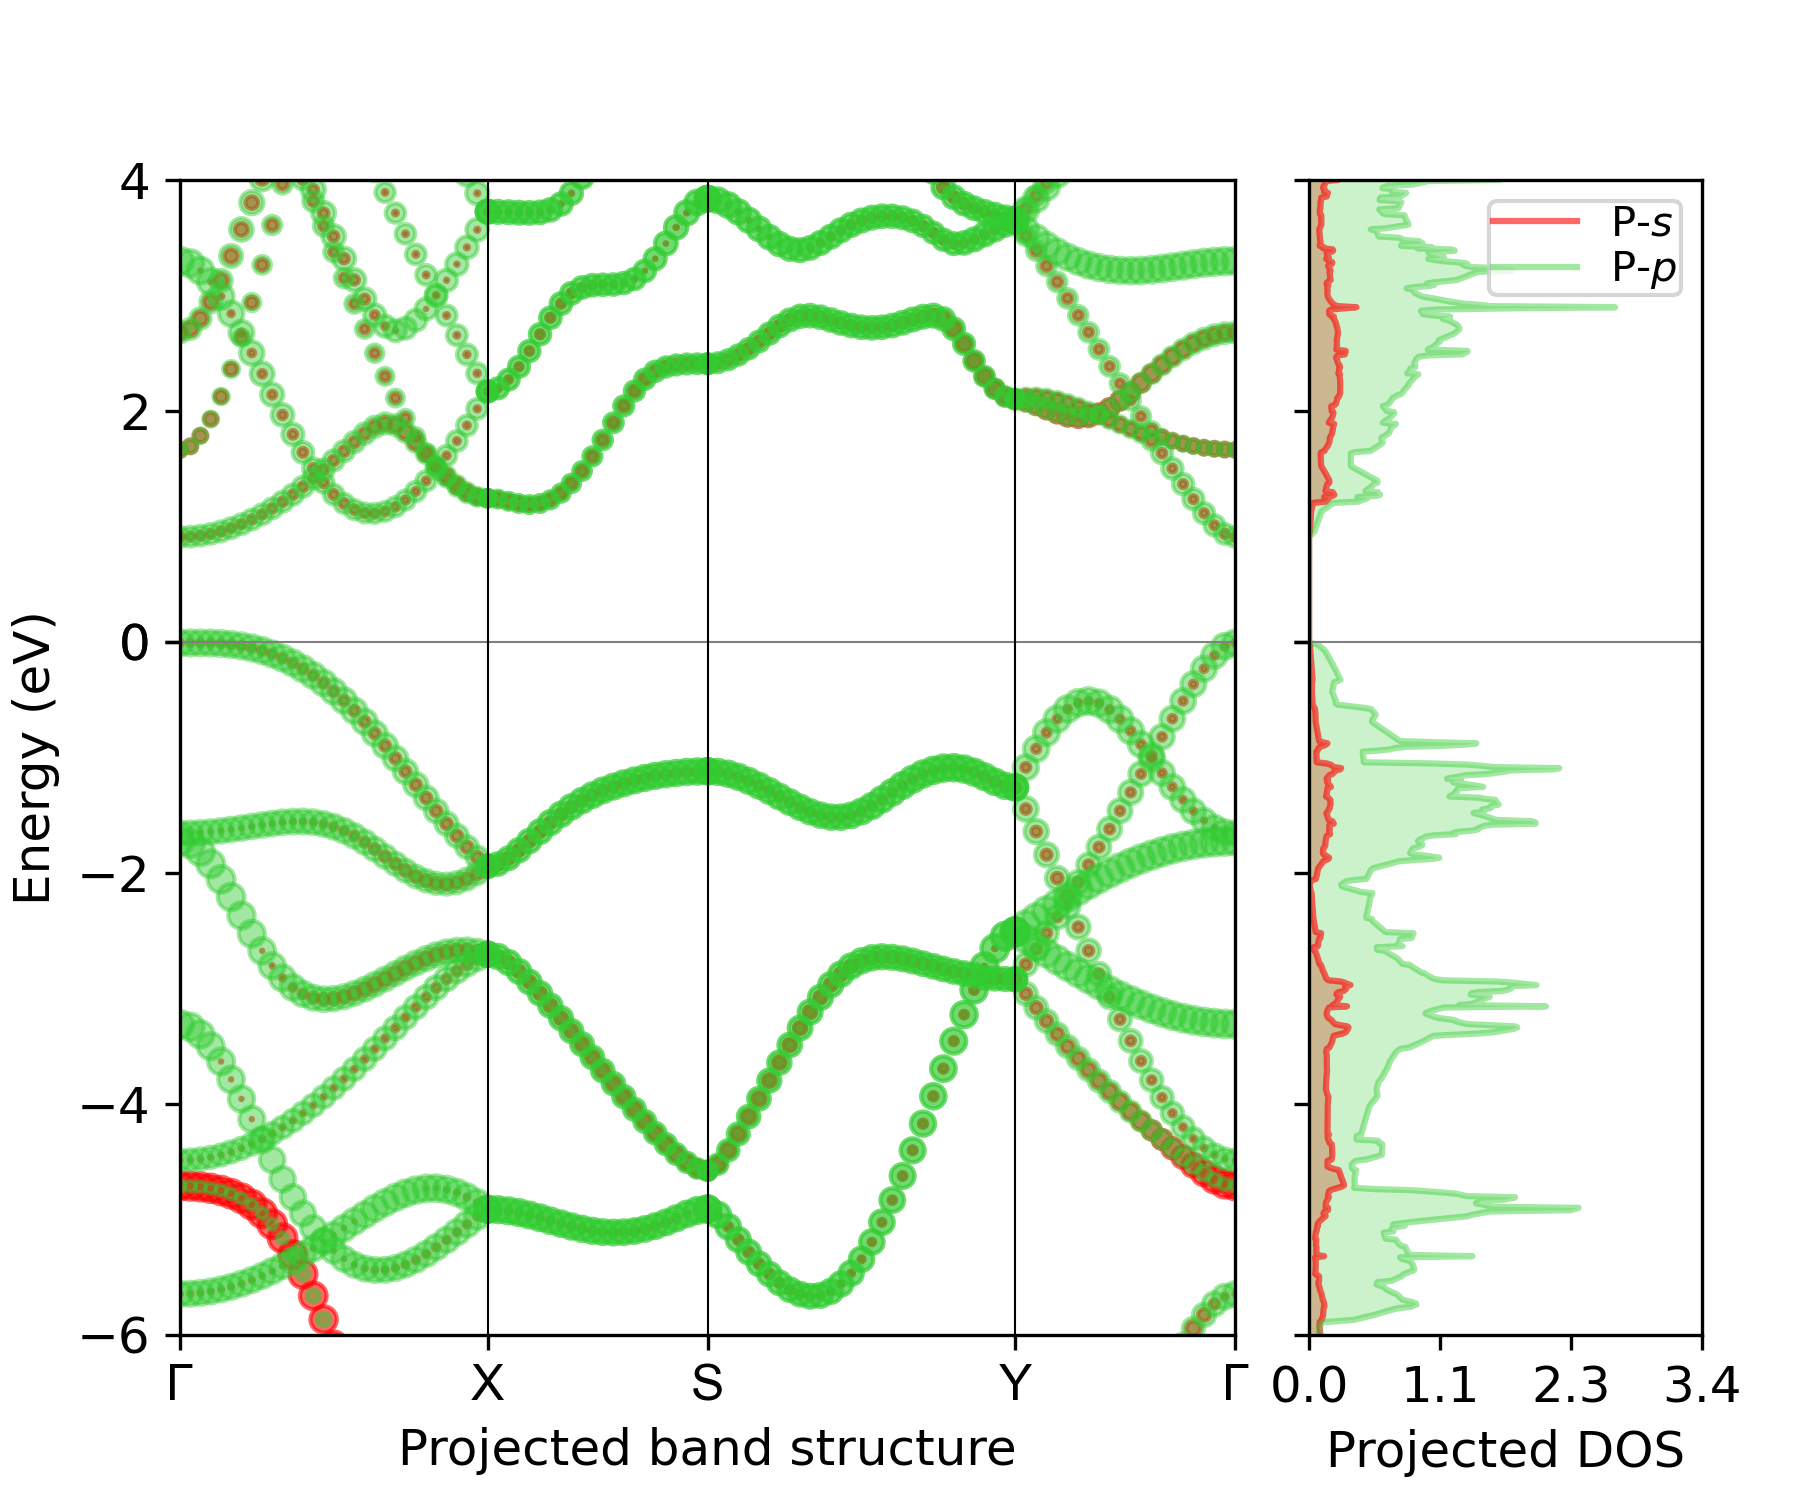 4
2
0
−2
−4
−6
Energy (eV)
Γ X S Y Γ
Projected band structure
P-s
P-p
0.0 1.1 2.3 3.4
Projected DOS